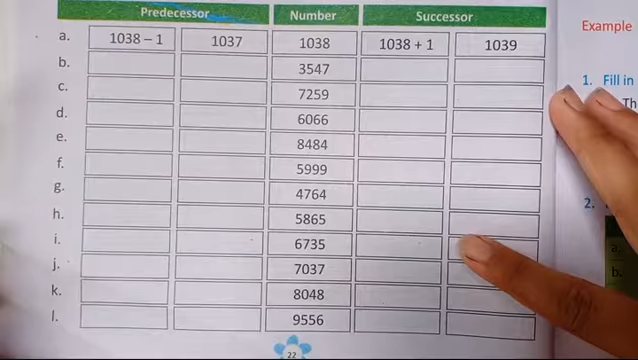 Predecessor Number Successor
a. 1038 – 1 1037 1038 1038 + 1 1039
b. 3547
c. 7259
d. 6066
e. 8484
f. 5999
g. 4764
h. 5865
i. 6735
j. 7037
k. 8048
l. 9556
22
Example
1. Fill in
Th
2.
a.
b.